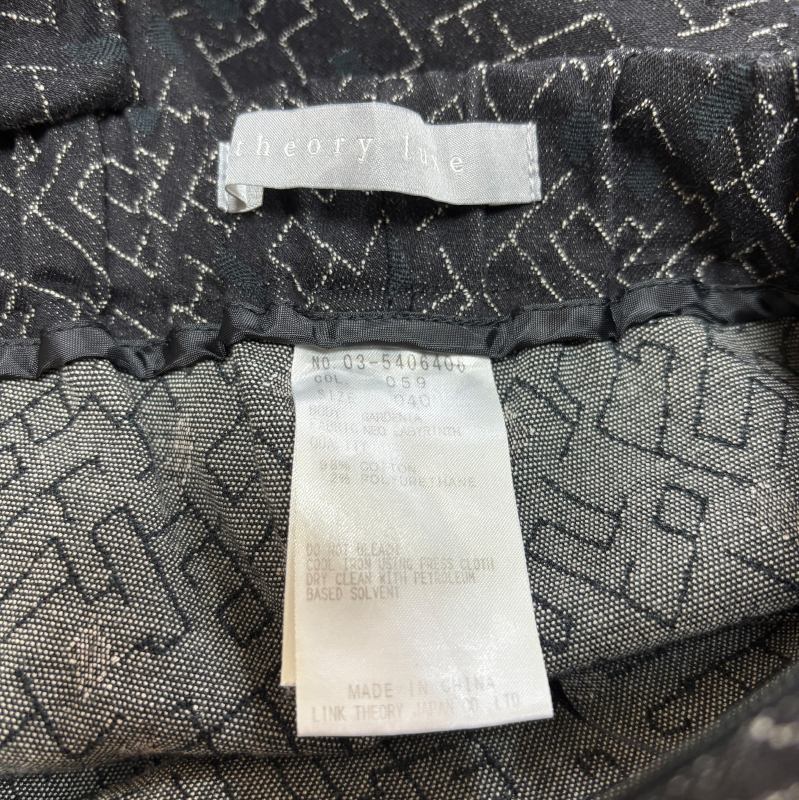 theory luxe
NO. 03-5406406
COL. 059
SIZE 040
BODY GARDENIA
FABRIC NEO LABYRINTH
QUALITY
98% COTTON
2% POLYURETHANE
DO NOT BLEACH
COOL IRON USING PRESS CLOTH
DRY CLEAN WITH PETROLEUM
BASED SOLVENT
MADE IN CHINA
LINK THEORY JAPAN CO.,LTD